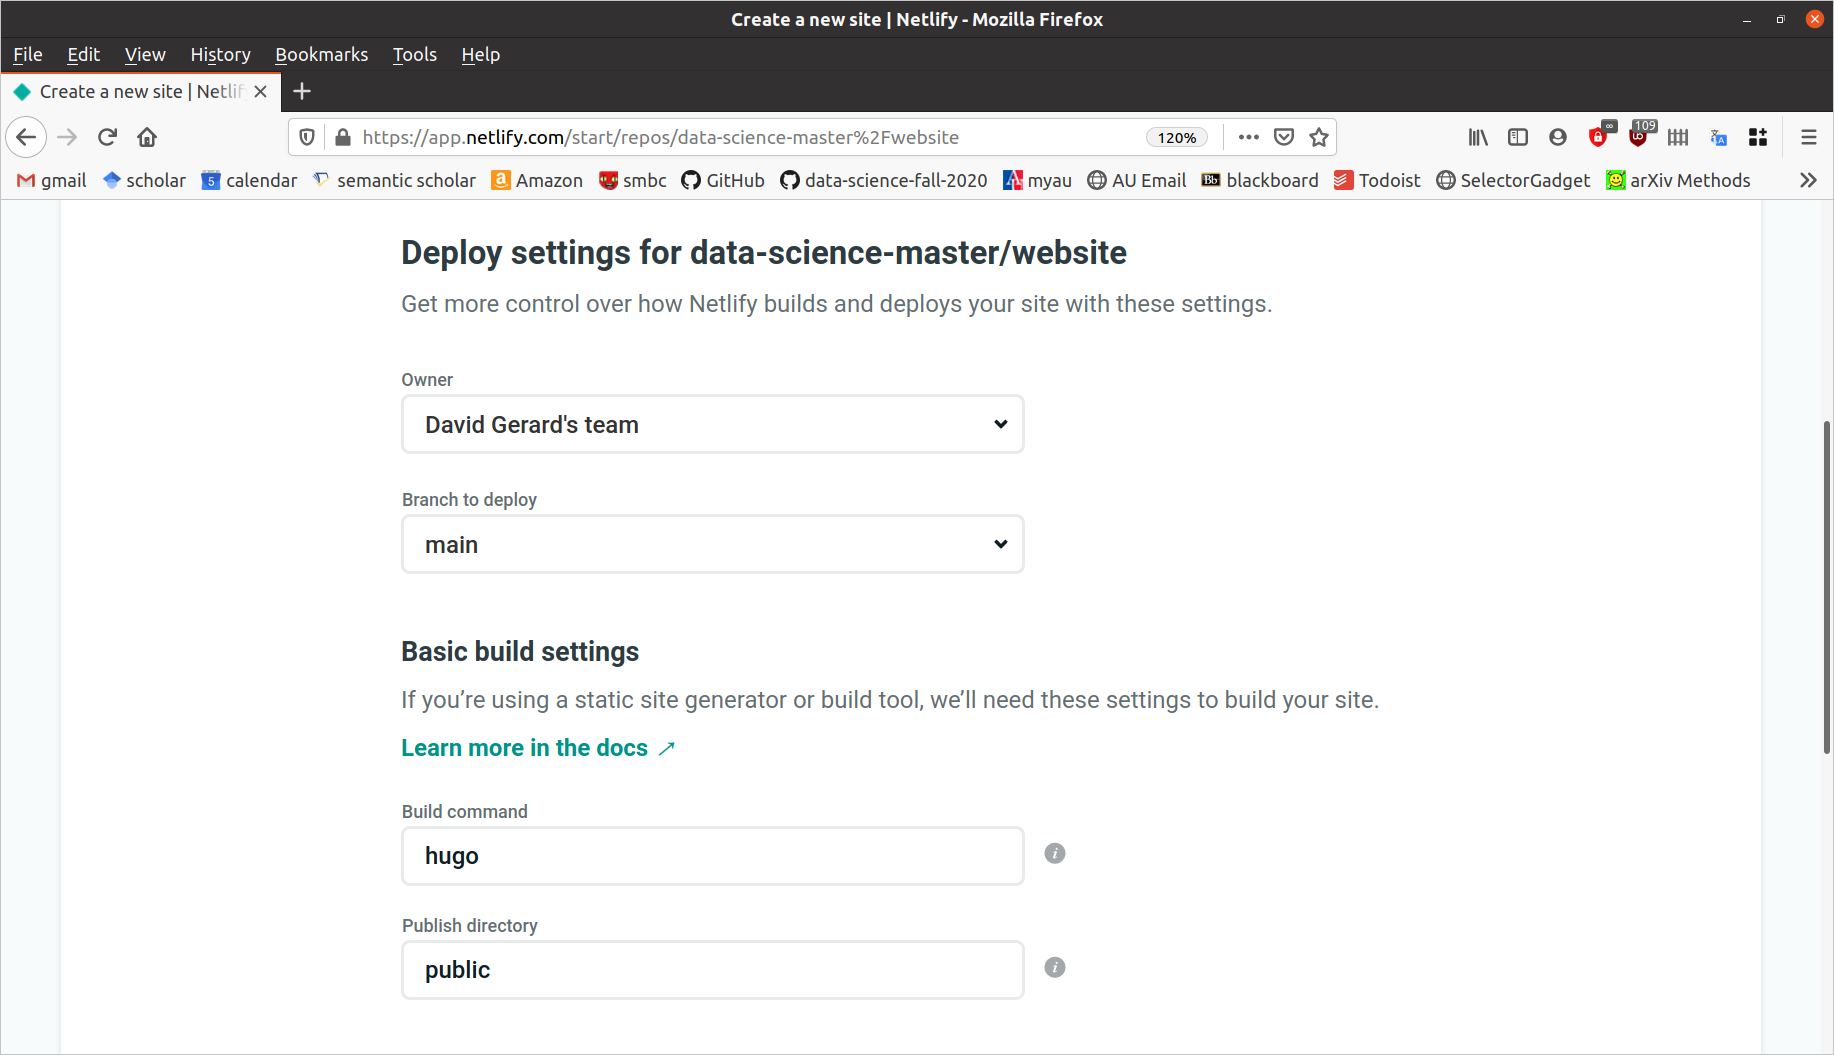 Create a new site | Netlify - Mozilla Firefox
File Edit View History Bookmarks Tools Help
Create a new site | Netlif
https://app.netlify.com/start/repos/data-science-master%2Fwebsite 120% ∞ 109
gmail scholar 5 calendar semantic scholar a Amazon smbc GitHub data-science-fall-2020 A myau AU Email Bb blackboard Todoist SelectorGadget arXiv Methods
Deploy settings for data-science-master/website
Get more control over how Netlify builds and deploys your site with these settings.
Owner
David Gerard's team
Branch to deploy
main
Basic build settings
If you’re using a static site generator or build tool, we’ll need these settings to build your site.
Learn more in the docs
Build command
hugo
Publish directory
public